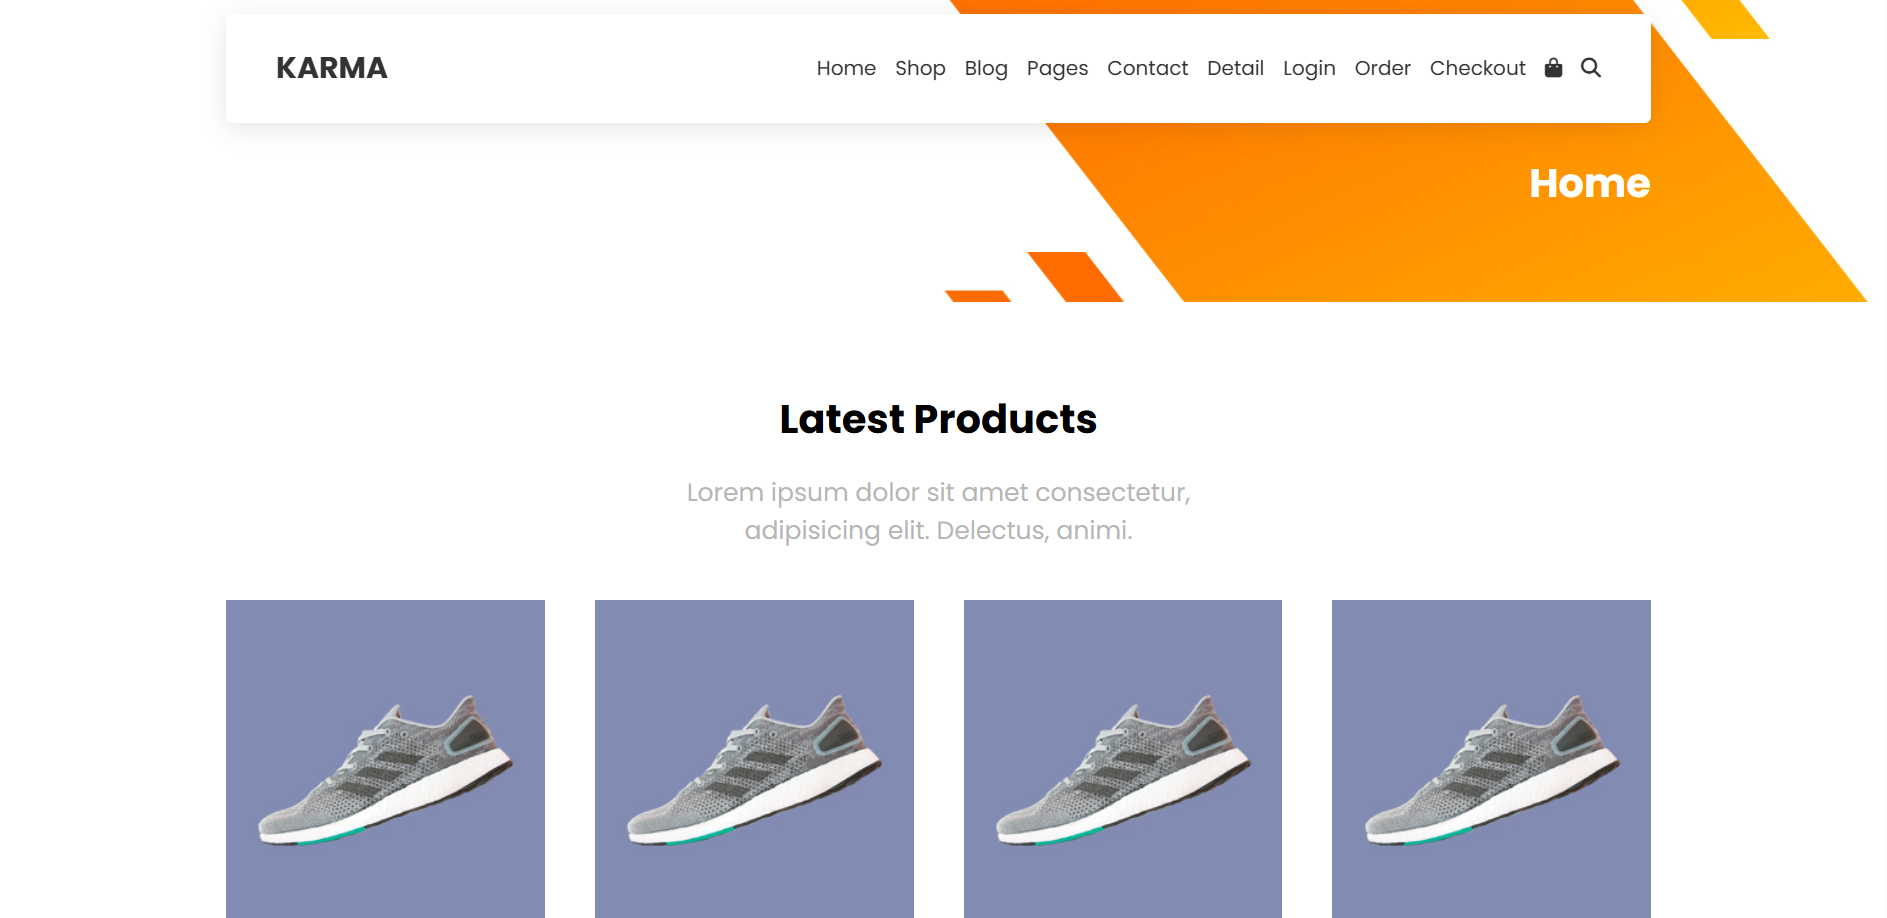 KARMA
Home Shop Blog Pages Contact Detail Login Order Checkout
Home
Latest Products
Lorem ipsum dolor sit amet consectetur,
adipisicing elit. Delectus, animi.